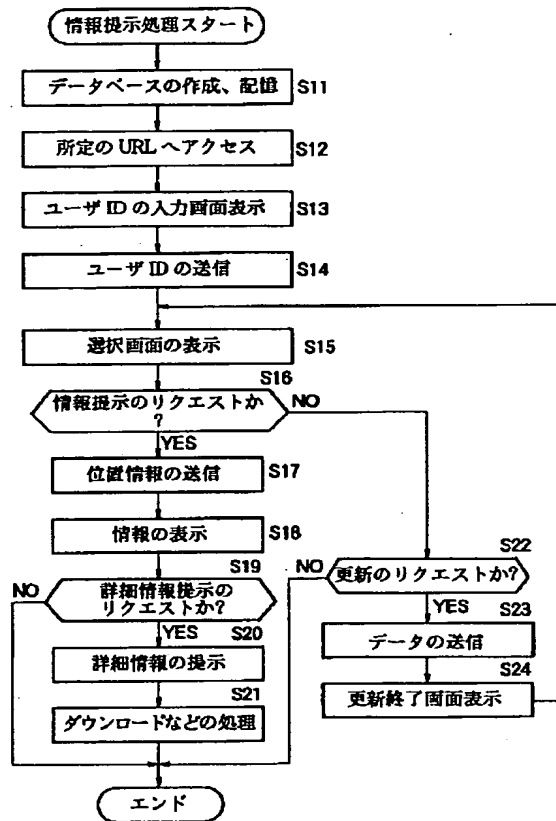 情報提示処理スタート
データベースの作成、記憶 S11
所定の URL へアクセス S12
ユーザ ID の入力画面表示 S13
ユーザ ID の送信 S14
選択画面の表示 S15
S16
情報提示のリクエストか
?
NO
YES
位置情報の送信 S17
情報の表示 S18
S19
NO
詳細情報提示の
リクエストか?
YES
S20
詳細情報の提示
S21
ダウンロードなどの処理
エンド
S22
NO
更新のリクエストか?
YES
S23
データの送信
S24
更新終了画面表示